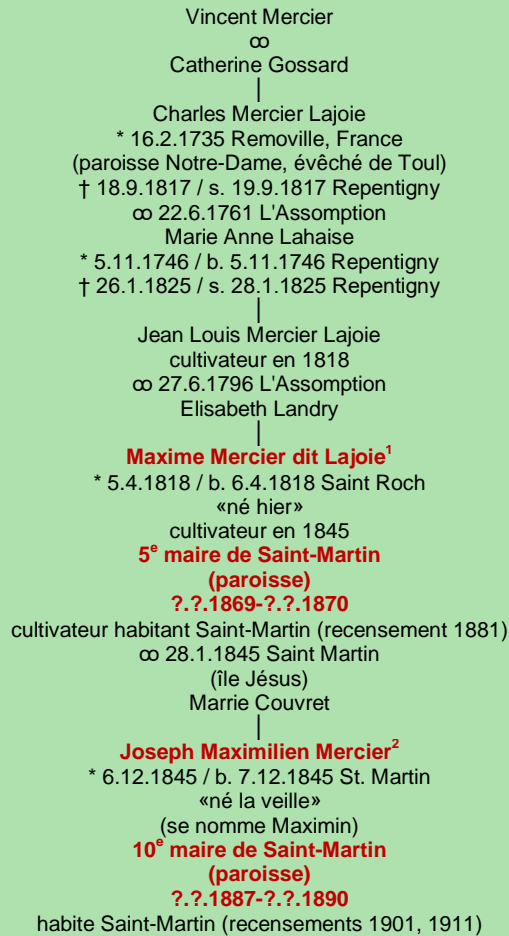 Vincent Mercier
∞
Catherine Gossard
|
Charles Mercier Lajoie
* 16.2.1735 Removille, France
(paroisse Notre-Dame, évêché de Toul)
† 18.9.1817 / s. 19.9.1817 Repentigny
∞ 22.6.1761 L'Assomption
Marie Anne Lahaise
* 5.11.1746 / b. 5.11.1746 Repentigny
† 26.1.1825 / s. 28.1.1825 Repentigny
|
Jean Louis Mercier Lajoie
cultivateur en 1818
∞ 27.6.1796 L'Assomption
Elisabeth Landry
|
Maxime Mercier dit Lajoie¹
* 5.4.1818 / b. 6.4.1818 Saint Roch
«né hier»
cultivateur en 1845
5ᵉ maire de Saint-Martin
(paroisse)
?.?.1869-?.?.1870
cultivateur habitant Saint-Martin (recensement 1881)
∞ 28.1.1845 Saint Martin
(île Jésus)
Marrie Couvret
|
Joseph Maximilien Mercier²
* 6.12.1845 / b. 7.12.1845 St. Martin
«né la veille»
(se nomme Maximin)
10ᵉ maire de Saint-Martin
(paroisse)
?.?.1887-?.?.1890
habite Saint-Martin (recensements 1901, 1911)